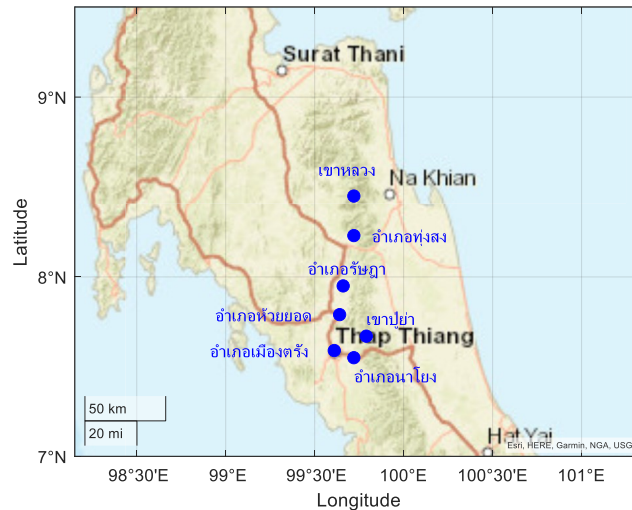 Surat Thani
9°N
เขาหลวง
Na Khian
อำเภอทุ่งสง
8°N
อำเภอรัษฎา
อำเภอห้วยยอด
เขาปู่ย่า
Thap Thiang
อำเภอเมืองตรัง
อำเภอนาโยง
50 km
20 mi
Hat Yai
Esri, HERE, Garmin, NGA, USG
7°N
98°30'E
99°E
99°30'E
100°E
100°30'E
101°E
Latitude
Longitude